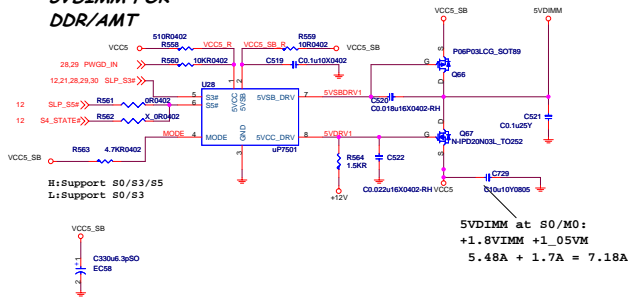 5VDIMM FOR
DDR/AMT
VCC5
510R0402
R558
VCC5_R
VCC5_SB_R
R559
10R0402
VCC5_SB
5VDIMM
28,29 PWGD_IN
R560
10KR0402
C519
C0.1u10X0402
12,21,28,29,30 SLP_S3#
12 SLP_S5#
R561
0R0402
12 S4_STATE#
R562
X_0R0402
U28
1
2
5VCC
5VSB
5
S3#
6
S5#
5VSB_DRV
7
5VSBDRV1
MODE
4
MODE
5VCC_DRV
8
5VDRV1
GND
3
uP7501
VCC5_SB
R563
4.7KR0402
H:Support S0/S3/S5
L:Support S0/S3
S
G
D
P06P03LCG_SOT89
Q66
C520
C0.018u16X0402-RH
D
G
S
Q67
N-IPD20N03L_TO252
C521
C0.1u25Y
R564
1.5KR
+12V
C522
C0.022u16X0402-RH
VCC5
C729
C10u10Y0805
5VDIMM at S0/M0:
+1.8VIMM +1_05VM
5.48A + 1.7A = 7.18A
VCC5_SB
1
+
C330u6.3pSO
EC58
2